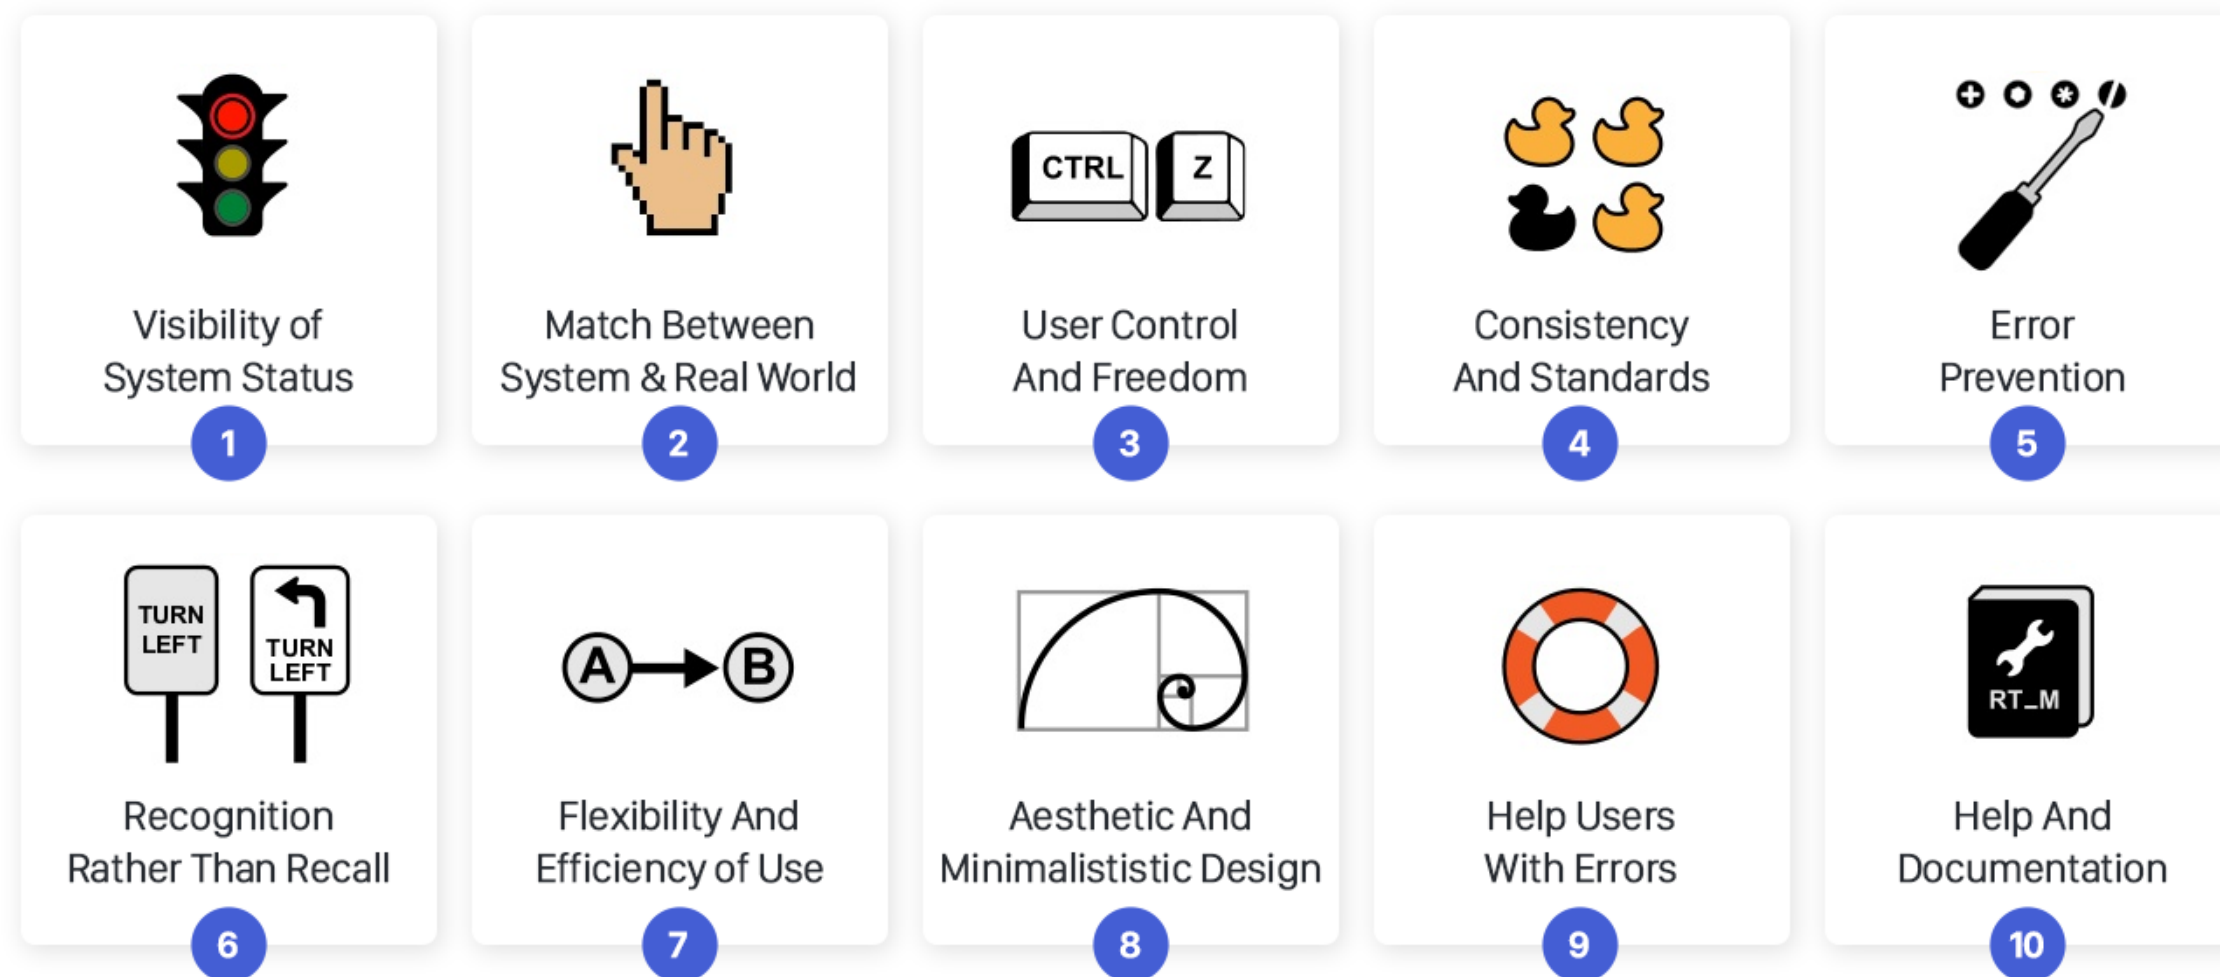 CTRL Z
Visibility of
System Status
1
Match Between
System & Real World
2
User Control
And Freedom
3
Consistency
And Standards
4
Error
Prevention
5
TURN
LEFT
TURN
LEFT
Recognition
Rather Than Recall
6
A B
Flexibility And
Efficiency of Use
7
Aesthetic And
Minimalististic Design
8
Help Users
With Errors
9
RT_M
Help And
Documentation
10